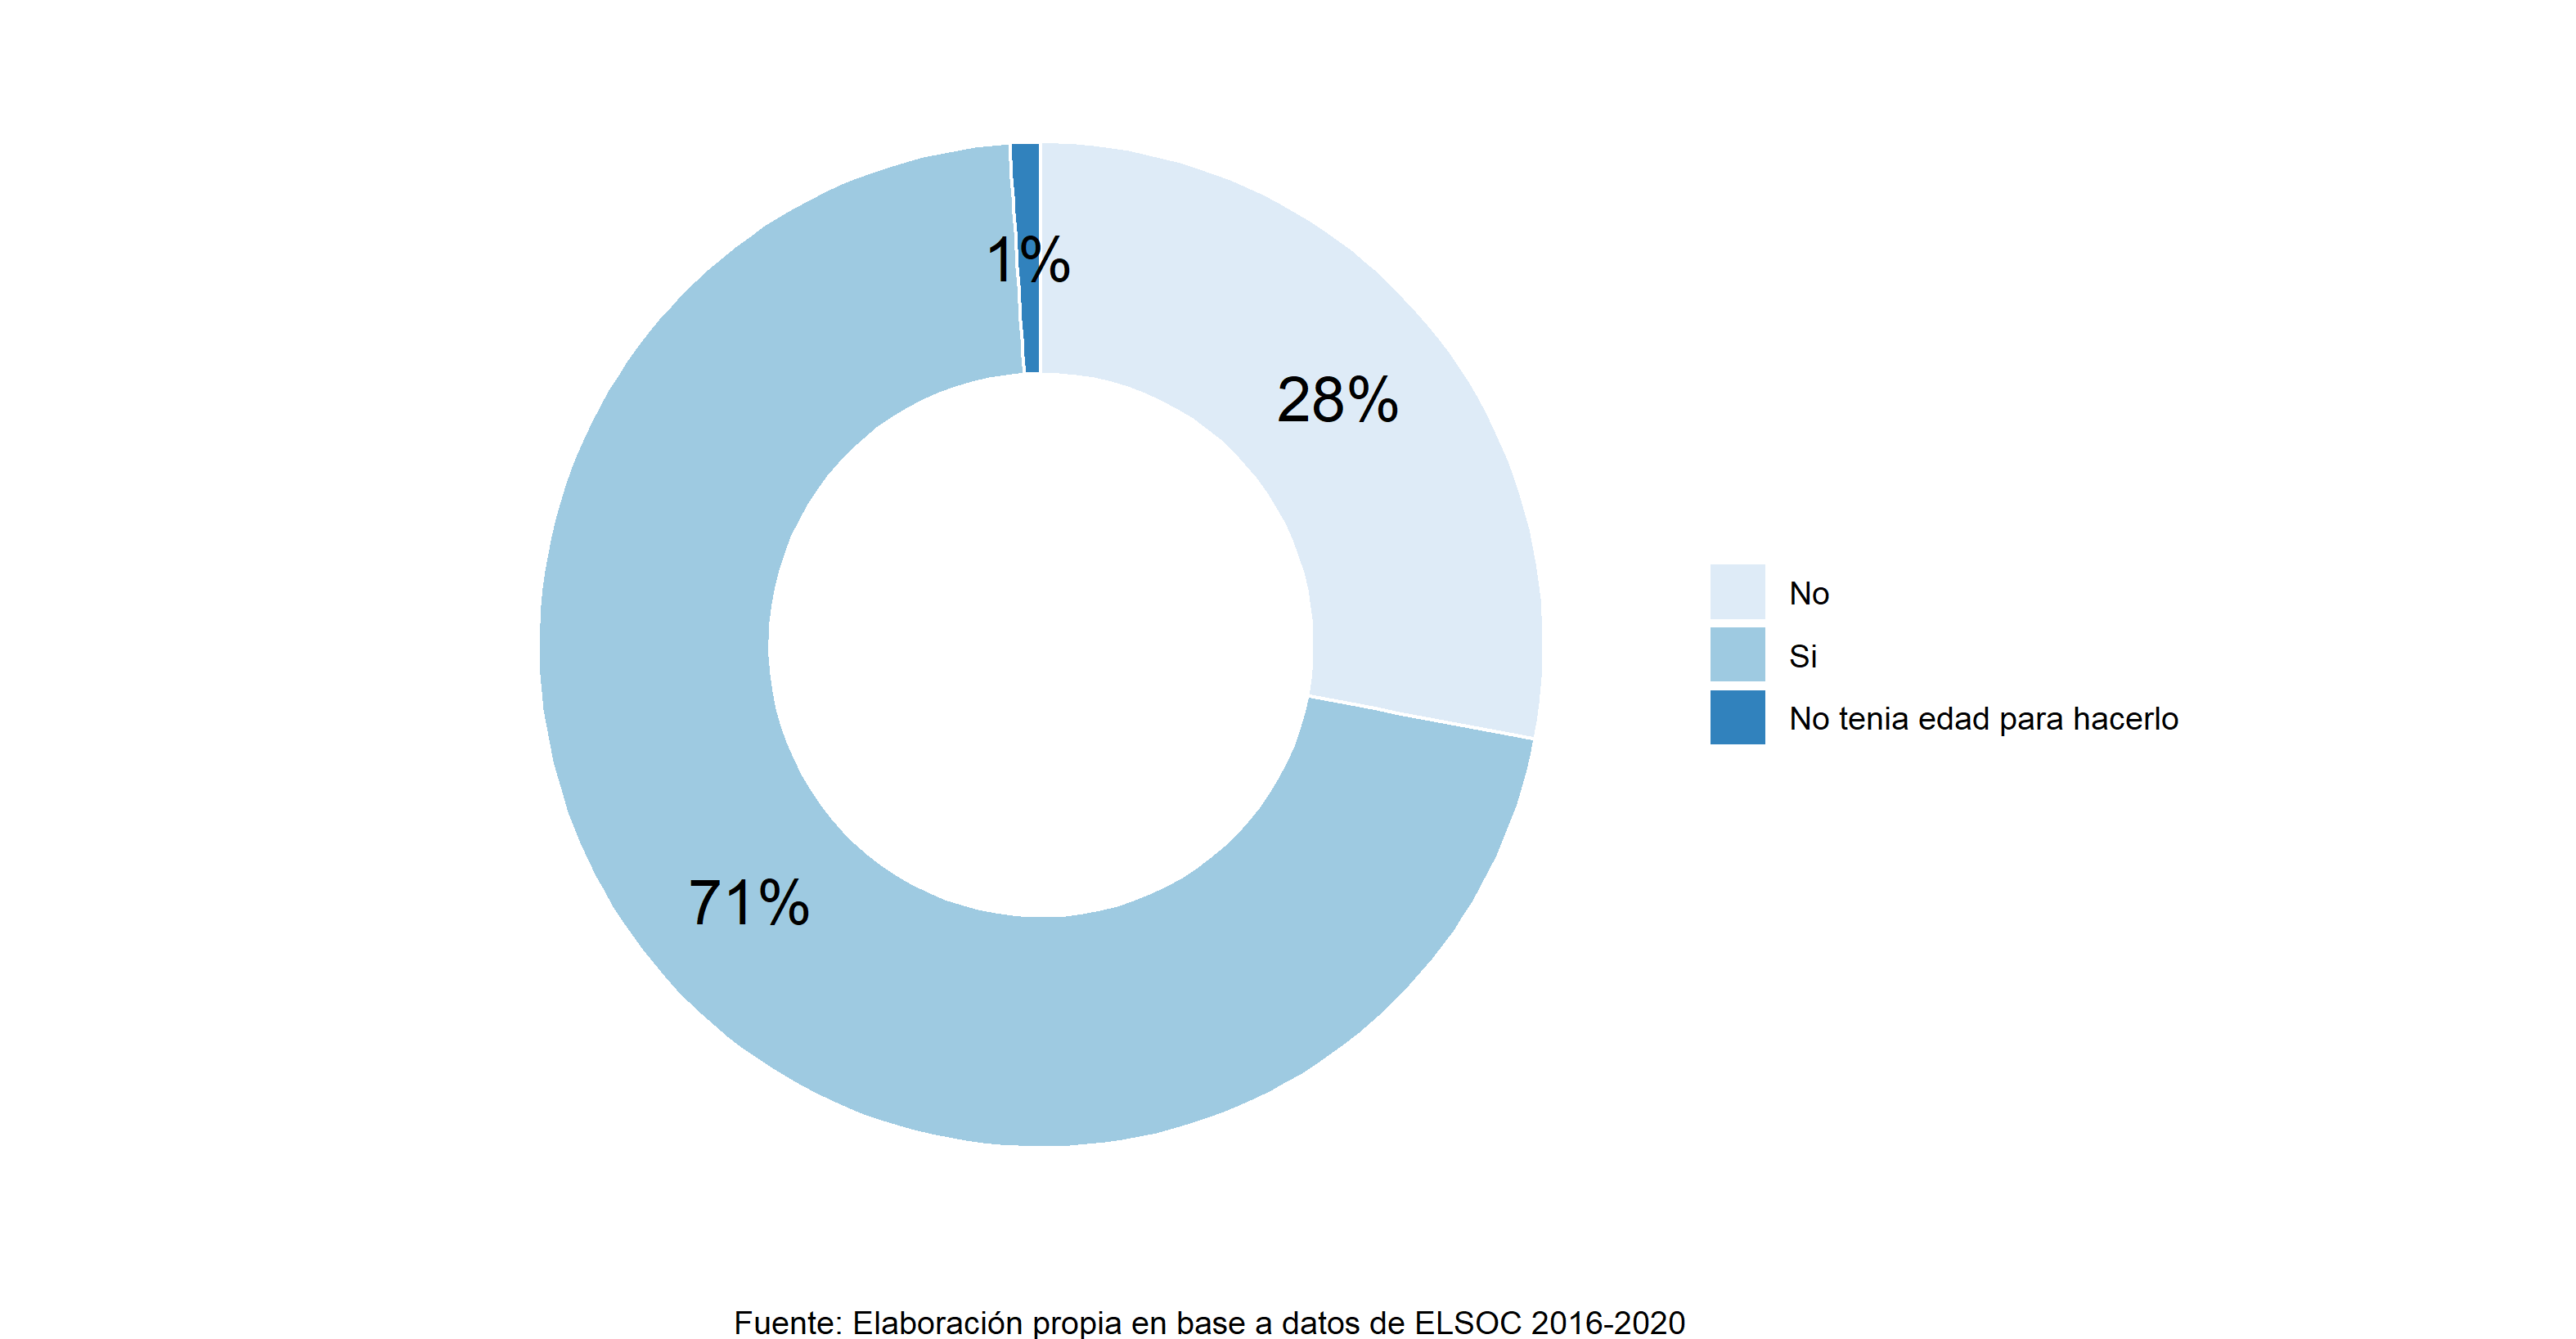 1%
28%
71%
No
Si
No tenia edad para hacerlo
Fuente: Elaboración propia en base a datos de ELSOC 2016-2020